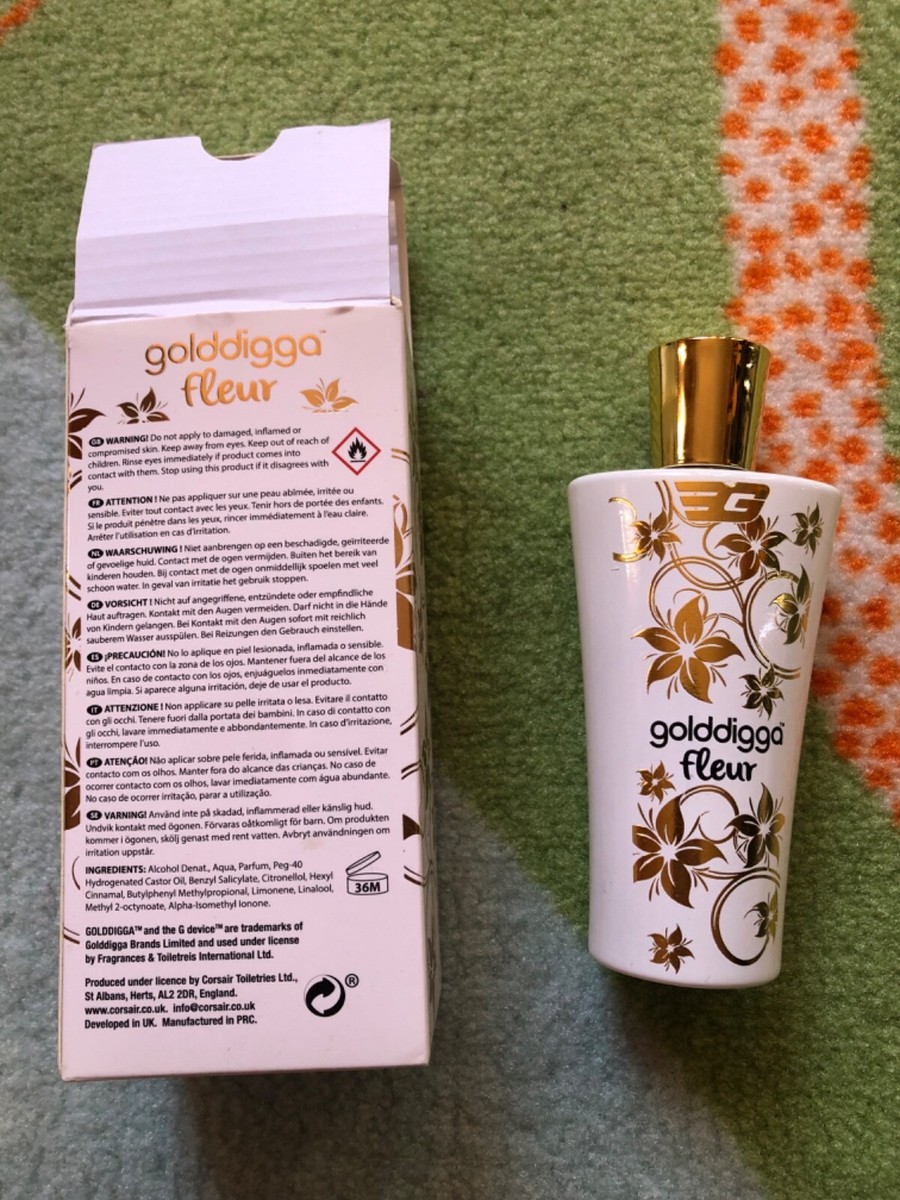 golddigga™
fleur
GB WARNING! Do not apply to damaged, inflamed or
compromised skin. Keep away from eyes. Keep out of reach of
children. Rinse eyes immediately if product comes into
contact with them. Stop using this product if it disagrees with
you.
FR ATTENTION ! Ne pas appliquer sur une peau abîmée, irritée ou
sensible. Eviter tout contact avec les yeux. Tenir hors de portée des enfants.
Si le produit pénètre dans les yeux, rincer immédiatement à l'eau claire.
Arrêter l'utilisation en cas d'irritation.
NL WAARSCHUWING ! Niet aanbrengen op een beschadigde, geïrriteerde
of gevoelige huid. Contact met de ogen vermijden. Buiten het bereik van
kinderen houden. Bij contact met de ogen onmiddellijk spoelen met veel
schoon water. In geval van irritatie het gebruik stoppen.
DE VORSICHT ! Nicht auf angegriffene, entzündete oder empfindliche
Haut auftragen. Kontakt mit den Augen vermeiden. Darf nicht in die Hände
von Kindern gelangen. Bei Kontakt mit den Augen sofort mit reichlich
sauberem Wasser ausspülen. Bei Reizungen den Gebrauch einstellen.
ES ¡PRECAUCIÓN! No lo aplique en piel lesionada, inflamada o sensible.
Evite el contacto con la zona de los ojos. Mantener fuera del alcance de los
niños. En caso de contacto con los ojos, enjuáguelos inmediatamente con
agua limpia. Si aparece alguna irritación, deje de usar el producto.
IT ATTENZIONE ! Non applicare su pelle irritata o lesa. Evitare il contatto
con gli occhi. Tenere fuori dalla portata dei bambini. In caso di contatto con
gli occhi, lavare immediatamente e abbondantemente. In caso d'irritazione,
interrompere l'uso.
PT ATENÇÃO! Não aplicar sobre pele ferida, inflamada ou sensível. Evitar
contacto com os olhos. Manter fora do alcance das crianças. No caso de
ocorrer contacto com os olhos, lavar imediatamente com água abundante.
No caso de ocorrer irritação, parar a utilização.
SE VARNING! Använd inte på skadad, inflammerad eller känslig hud.
Undvik kontakt med ögonen. Förvaras oåtkomligt för barn. Om produkten
kommer i ögonen, skölj genast med rent vatten. Avbryt användningen om
irritation uppstår.
INGREDIENTS: Alcohol Denat., Aqua, Parfum, Peg-40
Hydrogenated Castor Oil, Benzyl Salicylate, Citronellol, Hexyl
Cinnamal, Butylphenyl Methylpropional, Limonene, Linalool,
Methyl 2-octynoate, Alpha-Isomethyl Ionone.
36M
GOLDDIGGA™ and the G device™ are trademarks of
Golddigga Brands Limited and used under license
by Fragrances & Toiletreis International Ltd.
Produced under licence by Corsair Toiletries Ltd.,
St Albans, Herts, AL2 2DR, England.
www.corsair.co.uk. info@corsair.co.uk
Developed in UK. Manufactured in PRC.
®
G
golddigga™
fleur